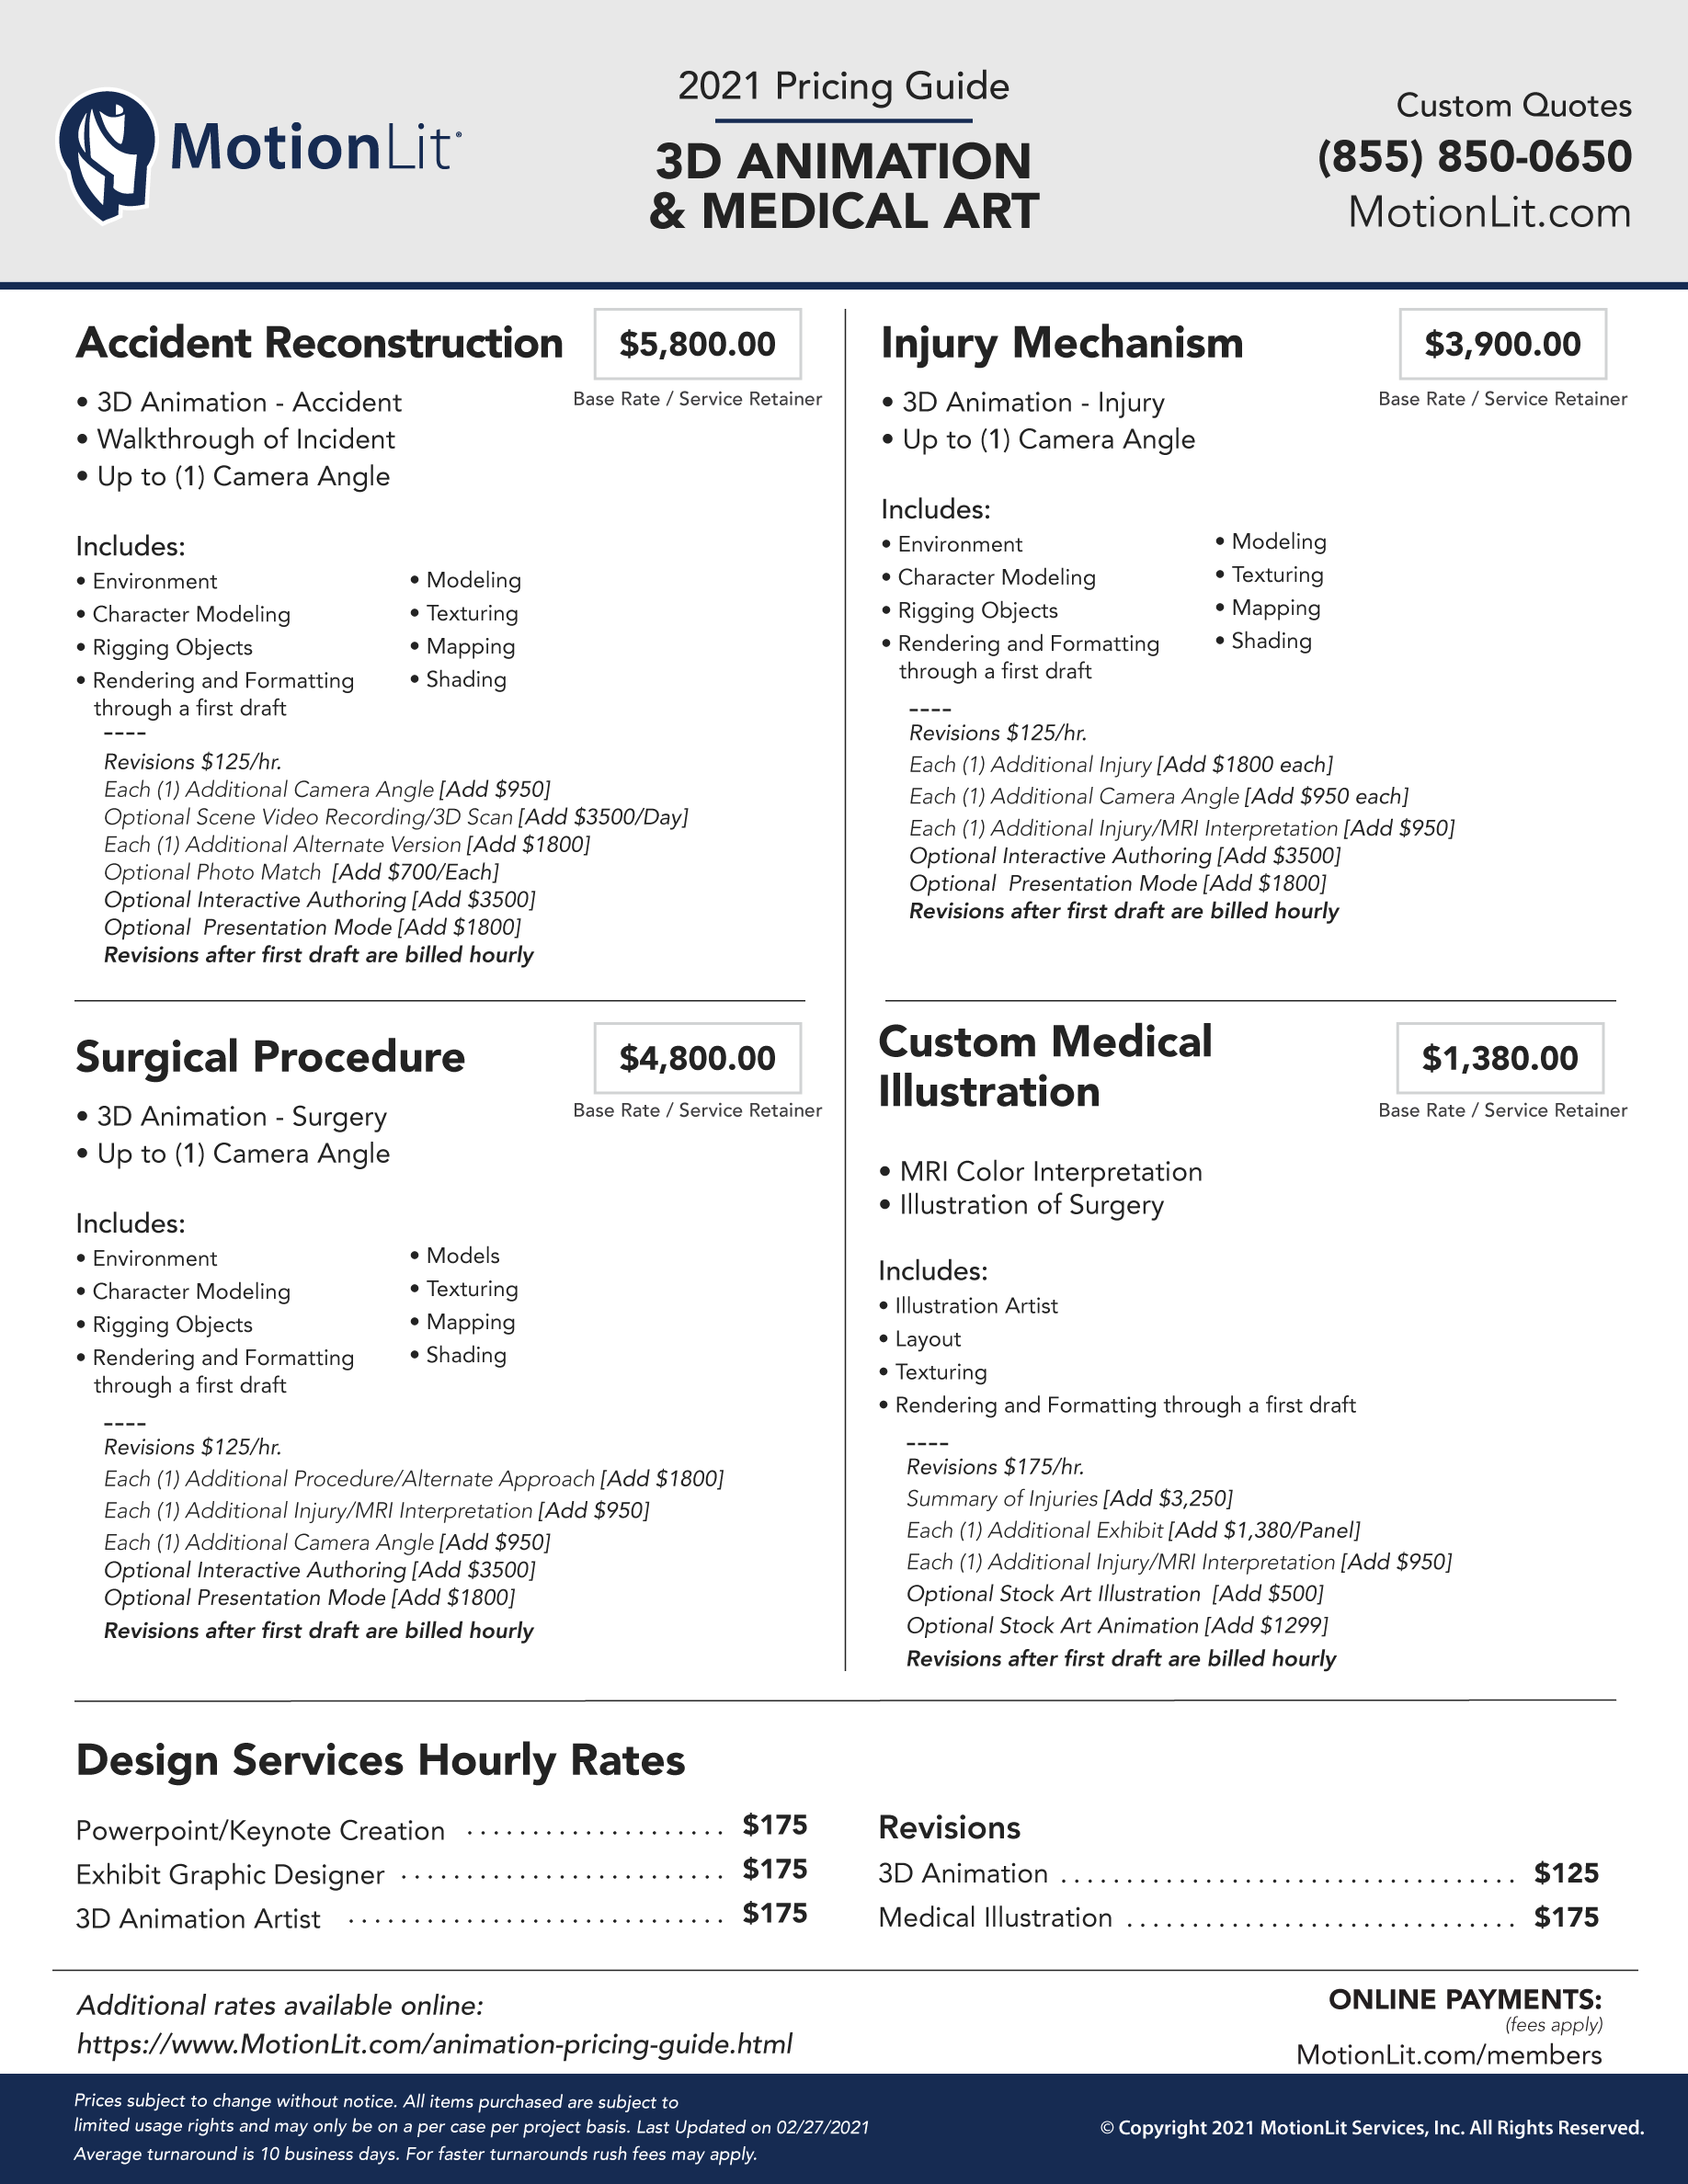 MotionLit®
2021 Pricing Guide
3D ANIMATION
& MEDICAL ART
Custom Quotes
(855) 850-0650
MotionLit.com
Accident Reconstruction
$5,800.00
Base Rate / Service Retainer
• 3D Animation - Accident
• Walkthrough of Incident
• Up to (1) Camera Angle
Includes:
• Environment
• Character Modeling
• Rigging Objects
• Rendering and Formatting
through a first draft
• Modeling
• Texturing
• Mapping
• Shading
----
Revisions $125/hr.
Each (1) Additional Camera Angle [Add $950]
Optional Scene Video Recording/3D Scan [Add $3500/Day]
Each (1) Additional Alternate Version [Add $1800]
Optional Photo Match  [Add $700/Each]
Optional Interactive Authoring [Add $3500]
Optional  Presentation Mode [Add $1800]
Revisions after first draft are billed hourly
Injury Mechanism
$3,900.00
Base Rate / Service Retainer
• 3D Animation - Injury
• Up to (1) Camera Angle
Includes:
• Environment
• Character Modeling
• Rigging Objects
• Rendering and Formatting
through a first draft
• Modeling
• Texturing
• Mapping
• Shading
----
Revisions $125/hr.
Each (1) Additional Injury [Add $1800 each]
Each (1) Additional Camera Angle [Add $950 each]
Each (1) Additional Injury/MRI Interpretation [Add $950]
Optional Interactive Authoring [Add $3500]
Optional  Presentation Mode [Add $1800]
Revisions after first draft are billed hourly
Surgical Procedure
$4,800.00
Base Rate / Service Retainer
• 3D Animation - Surgery
• Up to (1) Camera Angle
Includes:
• Environment
• Character Modeling
• Rigging Objects
• Rendering and Formatting
through a first draft
• Models
• Texturing
• Mapping
• Shading
----
Revisions $125/hr.
Each (1) Additional Procedure/Alternate Approach [Add $1800]
Each (1) Additional Injury/MRI Interpretation [Add $950]
Each (1) Additional Camera Angle [Add $950]
Optional Interactive Authoring [Add $3500]
Optional Presentation Mode [Add $1800]
Revisions after first draft are billed hourly
Custom Medical
Illustration
$1,380.00
Base Rate / Service Retainer
• MRI Color Interpretation
• Illustration of Surgery
Includes:
• Illustration Artist
• Layout
• Texturing
• Rendering and Formatting through a first draft
----
Revisions $175/hr.
Summary of Injuries [Add $3,250]
Each (1) Additional Exhibit [Add $1,380/Panel]
Each (1) Additional Injury/MRI Interpretation [Add $950]
Optional Stock Art Illustration  [Add $500]
Optional Stock Art Animation [Add $1299]
Revisions after first draft are billed hourly
Design Services Hourly Rates
Powerpoint/Keynote Creation .................... $175
Exhibit Graphic Designer ......................... $175
3D Animation Artist ............................. $175
Revisions
3D Animation ................................... $125
Medical Illustration .............................. $175
Additional rates available online:
https://www.MotionLit.com/animation-pricing-guide.html
ONLINE PAYMENTS:
(fees apply)
MotionLit.com/members
Prices subject to change without notice. All items purchased are subject to
limited usage rights and may only be on a per case per project basis. Last Updated on 02/27/2021
Average turnaround is 10 business days. For faster turnarounds rush fees may apply.
© Copyright 2021 MotionLit Services, Inc. All Rights Reserved.